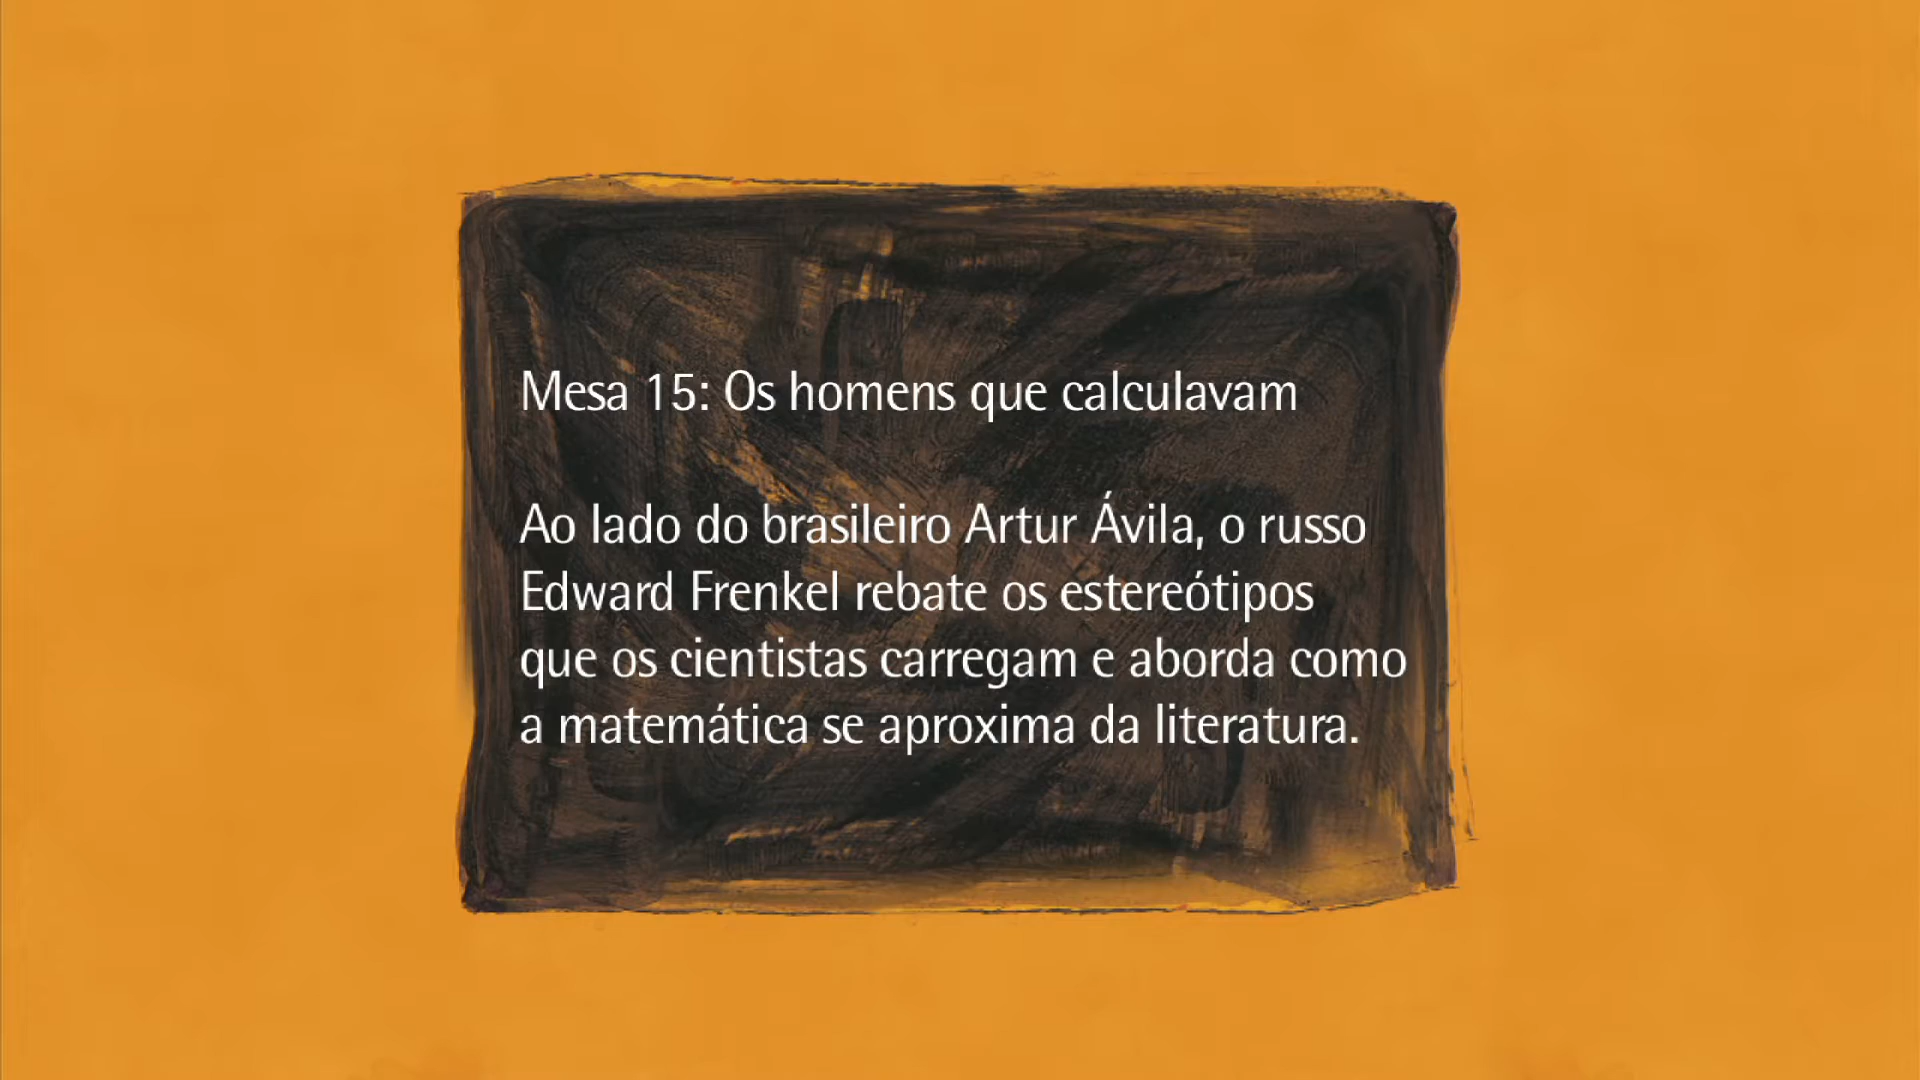 Mesa 15: Os homens que calculavam
Ao lado do brasileiro Artur Ávila, o russo
Edward Frenkel rebate os estereótipos
que os cientistas carregam e aborda como
a matemática se aproxima da literatura.